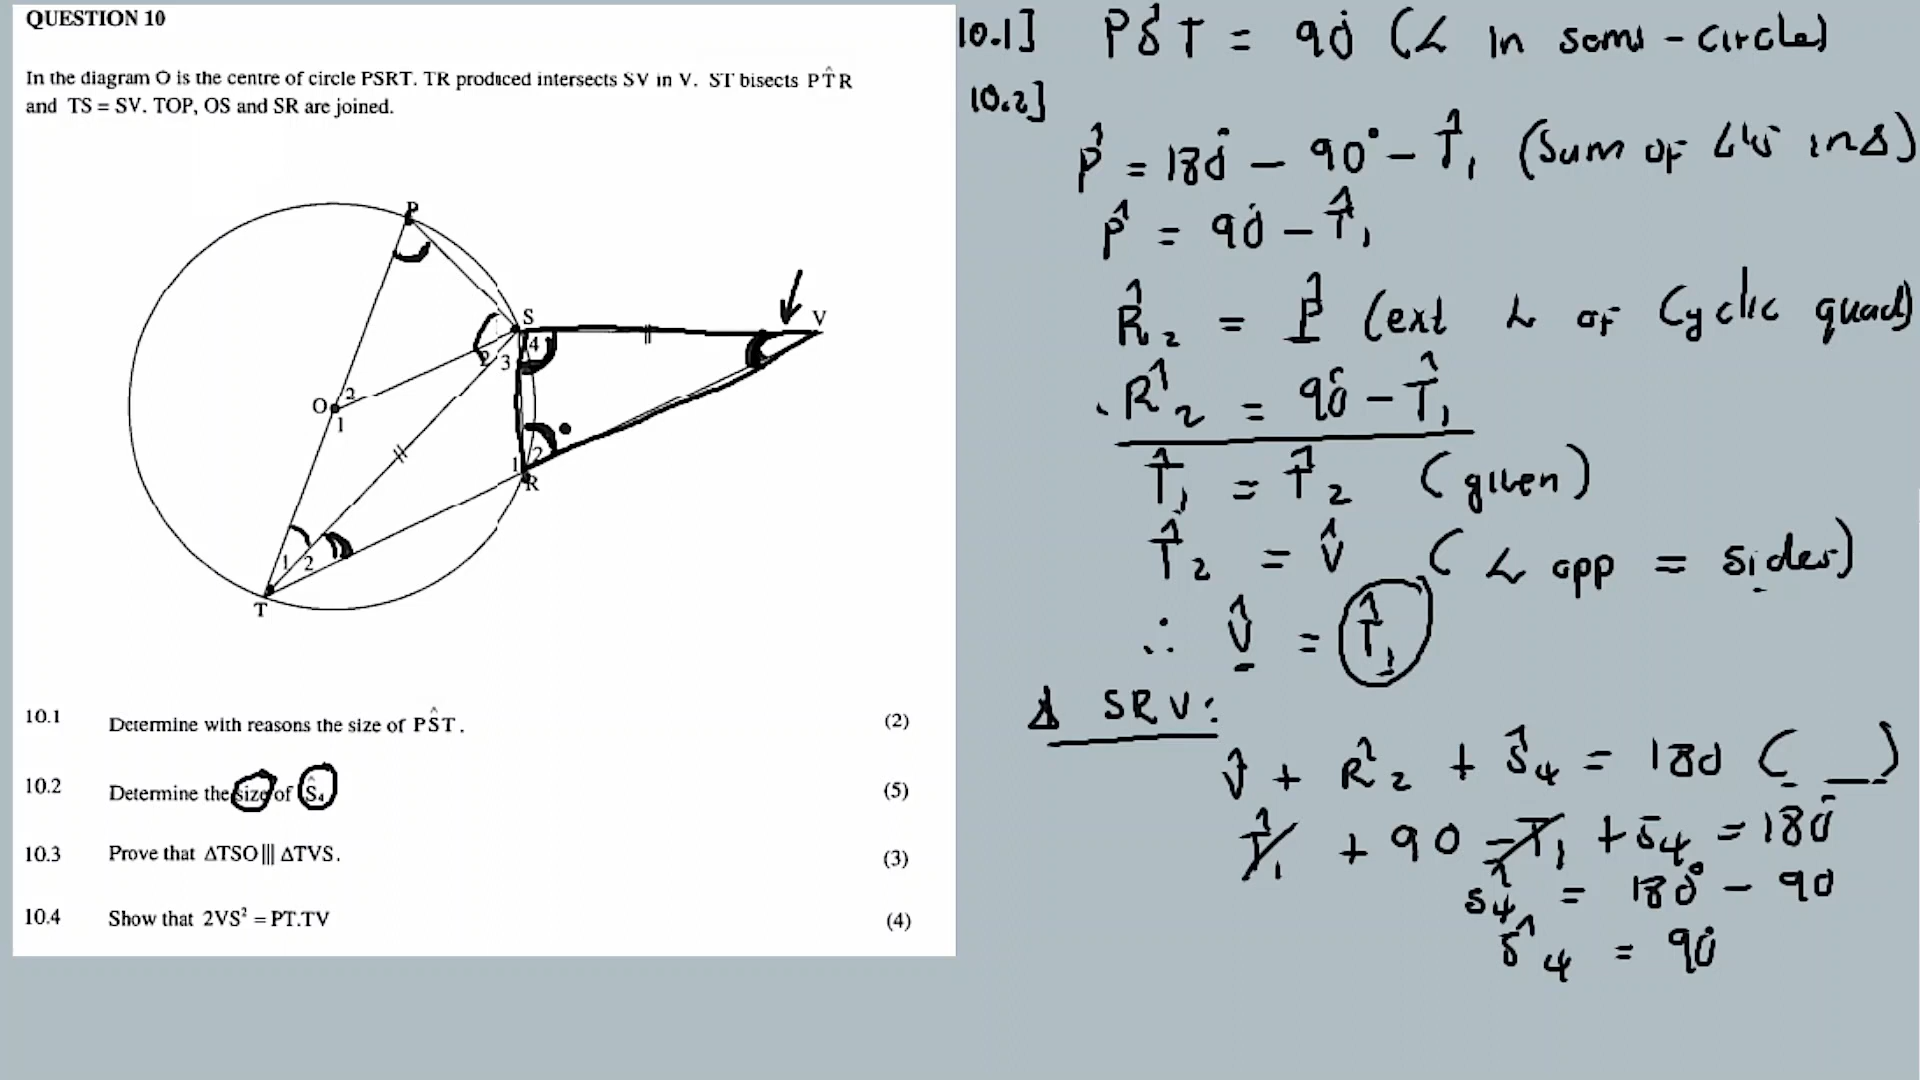 QUESTION 10
In the diagram O is the centre of circle PSRT. TR produced intersects SV in V. ST bisects PT̂R
and TS = SV. TOP, OS and SR are joined.
P
S
V
4
2 3
O 2
1
1 2
R
1 2
T
10.1 Determine with reasons the size of PŜT. (2)
10.2 Determine the size of Ŝ₄ (5)
10.3 Prove that ΔTSO ||| ΔTVS. (3)
10.4 Show that 2VS² = PT.TV (4)
10.1] PŜT = 90° (∠ in semi-circle)
10.2]
P̂ = 180° − 90° − T̂₁ (Sum of ∠'s in Δ)
P̂ = 90° − T̂₁
R̂₂ = P̂ (ext ∠ of Cyclic quad)
R̂₂ = 90° − T̂₁
T̂₁ = T̂₂ (given)
T̂₂ = V̂ (∠ opp = sides)
∴ V̂ = T̂₁
Δ SRV:
V̂ + R̂₂ + Ŝ₄ = 180 ( __ )
T̂₁ + 90 − T̂₁ + Ŝ₄ = 180°
Ŝ₄ = 180° − 90
Ŝ₄ = 90°